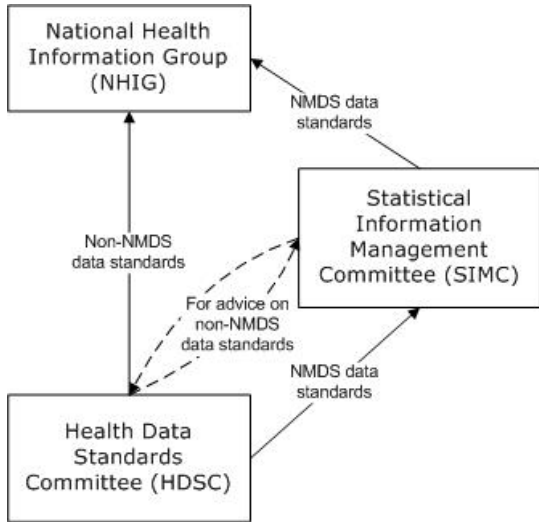 National Health
Information Group
(NHIG)
NMDS data
standards
Statistical
Information
Management
Committee (SIMC)
Non-NMDS
data standards
For advice on
non-NMDS
data standards
NMDS data
standards
Health Data
Standards
Committee (HDSC)